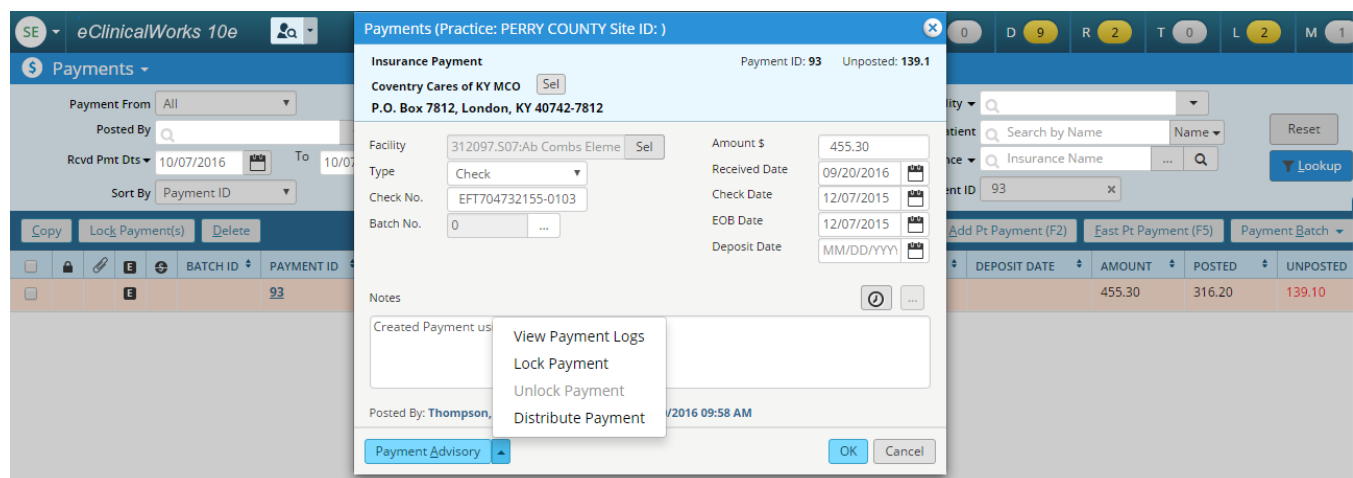 SE eClinicalWorks 10e
0 D 9 R 2 T 0 L 2 M 1
Payments
Payment From All
Posted By
Rcvd Pmt Dts 10/07/2016 To 10/07
Sort By Payment ID
Name
Search by Name
Insurance Name ...
93 x
Reset
Lookup
Copy Lock Payment(s) Delete
Add Pt Payment (F2) Fast Pt Payment (F5) Payment Batch
E BATCH ID PAYMENT ID DEPOSIT DATE AMOUNT POSTED UNPOSTED
E 93 455.30 316.20 139.10
Payments (Practice: PERRY COUNTY Site ID: )
Insurance Payment Payment ID: 93 Unposted: 139.1
Coventry Cares of KY MCO Sel
P.O. Box 7812, London, KY 40742-7812
Facility 312097.S07:Ab Combs Eleme Sel
Type Check
Check No. EFT704732155-0103
Batch No. 0 ...
Amount $ 455.30
Received Date 09/20/2016
Check Date 12/07/2015
EOB Date 12/07/2015
Deposit Date MM/DD/YYYY
Notes ...
Created Payment us
View Payment Logs
Lock Payment
Unlock Payment
Distribute Payment
Posted By: Thompson, /2016 09:58 AM
Payment Advisory OK Cancel